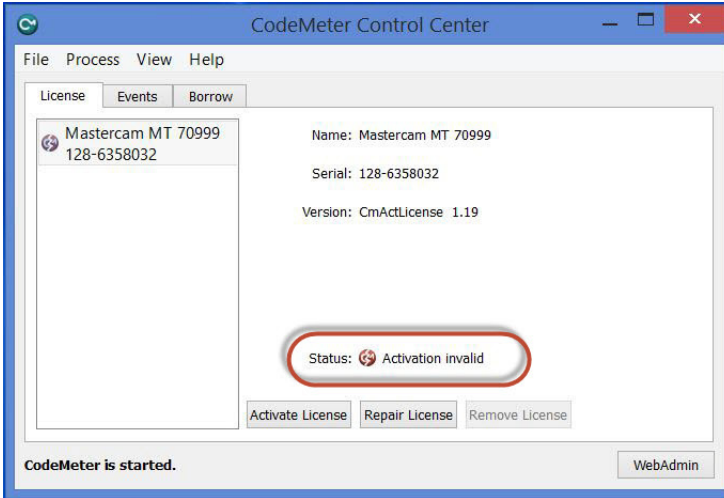 CodeMeter Control Center
File Process View Help
License Events Borrow
Mastercam MT 70999
128-6358032
Name: Mastercam MT 70999
Serial: 128-6358032
Version: CmActLicense 1.19
Status: Activation invalid
Activate License Repair License Remove License
CodeMeter is started.
WebAdmin